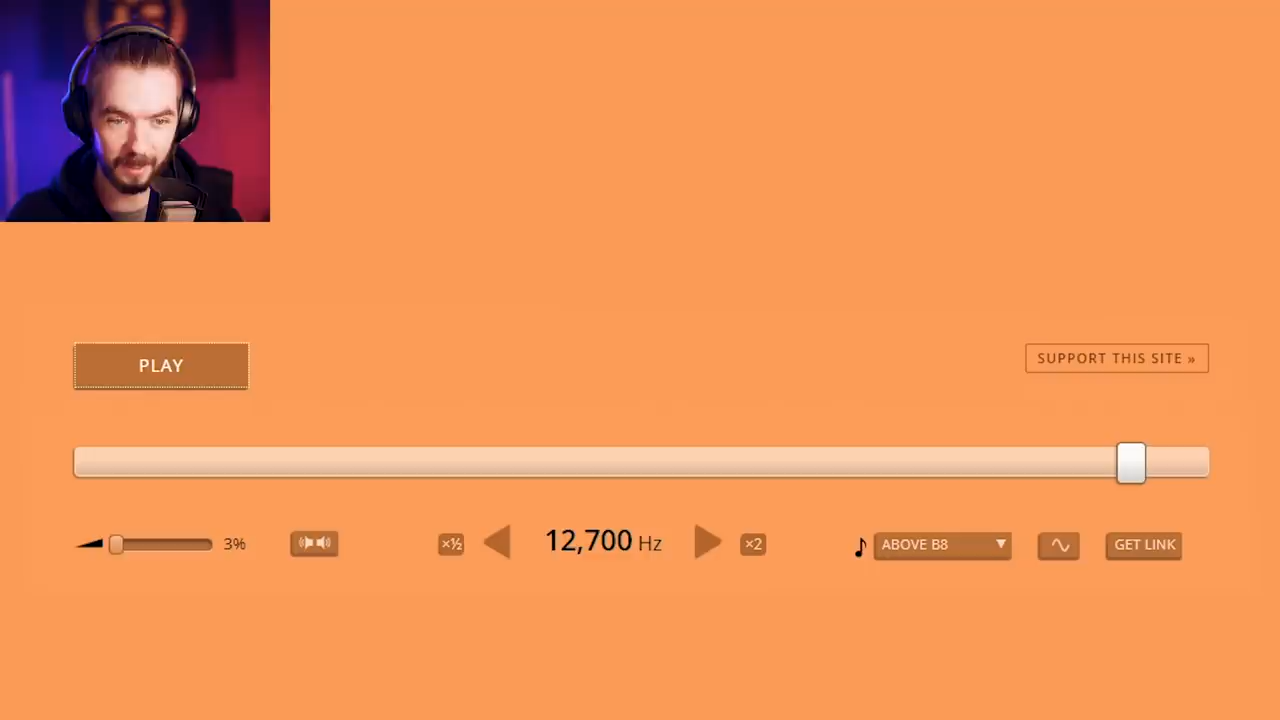 PLAY
SUPPORT THIS SITE »
3%
×½
12,700 Hz
×2
ABOVE B8
GET LINK